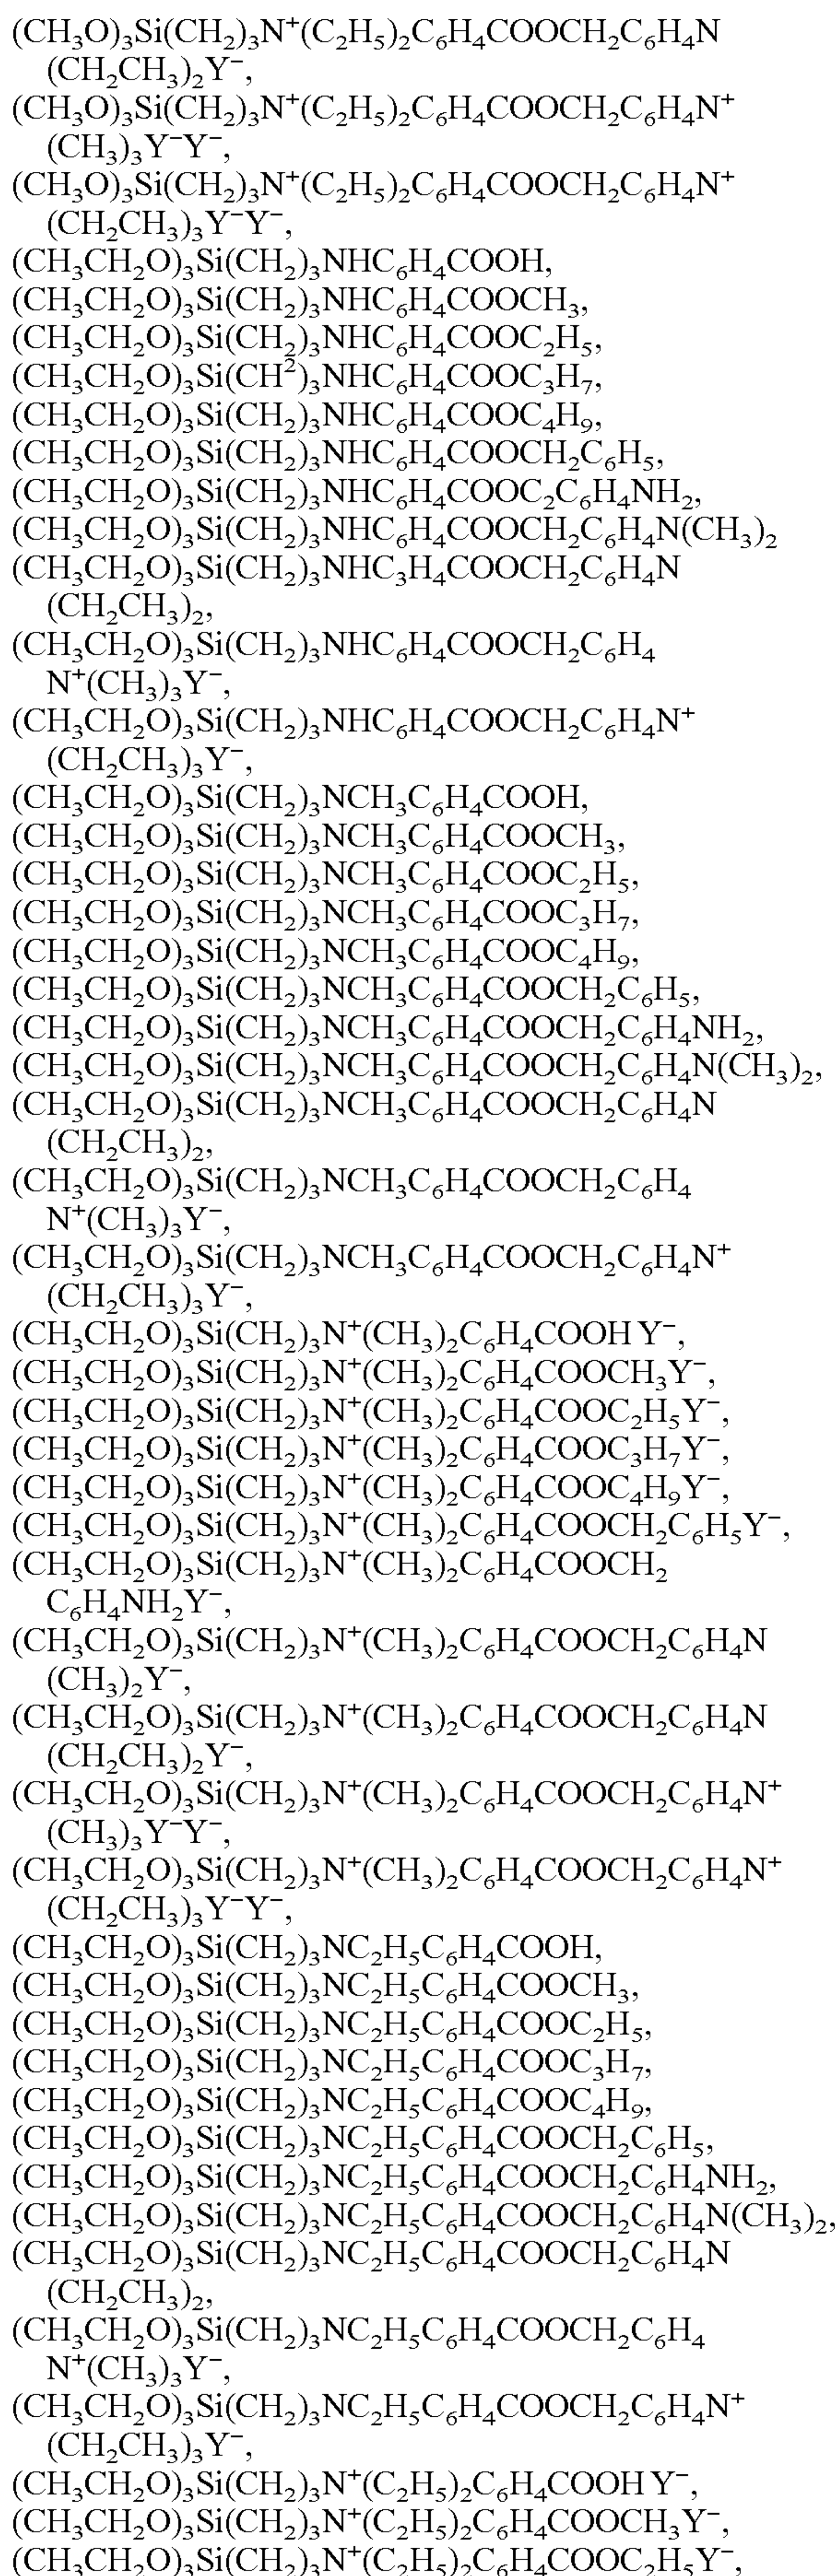 (CH₃O)₃Si(CH₂)₃N⁺(C₂H₅)₂C₆H₄COOCH₂C₆H₄N
(CH₂CH₃)₂Y⁻,
(CH₃O)₃Si(CH₂)₃N⁺(C₂H₅)₂C₆H₄COOCH₂C₆H₄N⁺
(CH₃)₃Y⁻Y⁻,
(CH₃O)₃Si(CH₂)₃N⁺(C₂H₅)₂C₆H₄COOCH₂C₆H₄N⁺
(CH₂CH₃)₃Y⁻Y⁻,
(CH₃CH₂O)₃Si(CH₂)₃NHC₆H₄COOH,
(CH₃CH₂O)₃Si(CH₂)₃NHC₆H₄COOCH₃,
(CH₃CH₂O)₃Si(CH₂)₃NHC₆H₄COOC₂H₅,
(CH₃CH₂O)₃Si(CH²)₃NHC₆H₄COOC₃H₇,
(CH₃CH₂O)₃Si(CH₂)₃NHC₆H₄COOC₄H₉,
(CH₃CH₂O)₃Si(CH₂)₃NHC₆H₄COOCH₂C₆H₅,
(CH₃CH₂O)₃Si(CH₂)₃NHC₆H₄COOC₂C₆H₄NH₂,
(CH₃CH₂O)₃Si(CH₂)₃NHC₆H₄COOCH₂C₆H₄N(CH₃)₂
(CH₃CH₂O)₃Si(CH₂)₃NHC₃H₄COOCH₂C₆H₄N
(CH₂CH₃)₂,
(CH₃CH₂O)₃Si(CH₂)₃NHC₆H₄COOCH₂C₆H₄
N⁺(CH₃)₃Y⁻,
(CH₃CH₂O)₃Si(CH₂)₃NHC₆H₄COOCH₂C₆H₄N⁺
(CH₂CH₃)₃Y⁻,
(CH₃CH₂O)₃Si(CH₂)₃NCH₃C₆H₄COOH,
(CH₃CH₂O)₃Si(CH₂)₃NCH₃C₆H₄COOCH₃,
(CH₃CH₂O)₃Si(CH₂)₃NCH₃C₆H₄COOC₂H₅,
(CH₃CH₂O)₃Si(CH₂)₃NCH₃C₆H₄COOC₃H₇,
(CH₃CH₂O)₃Si(CH₂)₃NCH₃C₆H₄COOC₄H₉,
(CH₃CH₂O)₃Si(CH₂)₃NCH₃C₆H₄COOCH₂C₆H₅,
(CH₃CH₂O)₃Si(CH₂)₃NCH₃C₆H₄COOCH₂C₆H₄NH₂,
(CH₃CH₂O)₃Si(CH₂)₃NCH₃C₆H₄COOCH₂C₆H₄N(CH₃)₂,
(CH₃CH₂O)₃Si(CH₂)₃NCH₃C₆H₄COOCH₂C₆H₄N
(CH₂CH₃)₂,
(CH₃CH₂O)₃Si(CH₂)₃NCH₃C₆H₄COOCH₂C₆H₄
N⁺(CH₃)₃Y⁻,
(CH₃CH₂O)₃Si(CH₂)₃NCH₃C₆H₄COOCH₂C₆H₄N⁺
(CH₂CH₃)₃Y⁻,
(CH₃CH₂O)₃Si(CH₂)₃N⁺(CH₃)₂C₆H₄COOH Y⁻,
(CH₃CH₂O)₃Si(CH₂)₃N⁺(CH₃)₂C₆H₄COOCH₃Y⁻,
(CH₃CH₂O)₃Si(CH₂)₃N⁺(CH₃)₂C₆H₄COOC₂H₅Y⁻,
(CH₃CH₂O)₃Si(CH₂)₃N⁺(CH₃)₂C₆H₄COOC₃H₇Y⁻,
(CH₃CH₂O)₃Si(CH₂)₃N⁺(CH₃)₂C₆H₄COOC₄H₉Y⁻,
(CH₃CH₂O)₃Si(CH₂)₃N⁺(CH₃)₂C₆H₄COOCH₂C₆H₅Y⁻,
(CH₃CH₂O)₃Si(CH₂)₃N⁺(CH₃)₂C₆H₄COOCH₂
C₆H₄NH₂Y⁻,
(CH₃CH₂O)₃Si(CH₂)₃N⁺(CH₃)₂C₆H₄COOCH₂C₆H₄N
(CH₃)₂Y⁻,
(CH₃CH₂O)₃Si(CH₂)₃N⁺(CH₃)₂C₆H₄COOCH₂C₆H₄N
(CH₂CH₃)₂Y⁻,
(CH₃CH₂O)₃Si(CH₂)₃N⁺(CH₃)₂C₆H₄COOCH₂C₆H₄N⁺
(CH₃)₃Y⁻Y⁻,
(CH₃CH₂O)₃Si(CH₂)₃N⁺(CH₃)₂C₆H₄COOCH₂C₆H₄N⁺
(CH₂CH₃)₃Y⁻Y⁻,
(CH₃CH₂O)₃Si(CH₂)₃NC₂H₅C₆H₄COOH,
(CH₃CH₂O)₃Si(CH₂)₃NC₂H₅C₆H₄COOCH₃,
(CH₃CH₂O)₃Si(CH₂)₃NC₂H₅C₆H₄COOC₂H₅,
(CH₃CH₂O)₃Si(CH₂)₃NC₂H₅C₆H₄COOC₃H₇,
(CH₃CH₂O)₃Si(CH₂)₃NC₂H₅C₆H₄COOC₄H₉,
(CH₃CH₂O)₃Si(CH₂)₃NC₂H₅C₆H₄COOCH₂C₆H₅,
(CH₃CH₂O)₃Si(CH₂)₃NC₂H₅C₆H₄COOCH₂C₆H₄NH₂,
(CH₃CH₂O)₃Si(CH₂)₃NC₂H₅C₆H₄COOCH₂C₆H₄N(CH₃)₂,
(CH₃CH₂O)₃Si(CH₂)₃NC₂H₅C₆H₄COOCH₂C₆H₄N
(CH₂CH₃)₂,
(CH₃CH₂O)₃Si(CH₂)₃NC₂H₅C₆H₄COOCH₂C₆H₄
N⁺(CH₃)₃Y⁻,
(CH₃CH₂O)₃Si(CH₂)₃NC₂H₅C₆H₄COOCH₂C₆H₄N⁺
(CH₂CH₃)₃Y⁻,
(CH₃CH₂O)₃Si(CH₂)₃N⁺(C₂H₅)₂C₆H₄COOH Y⁻,
(CH₃CH₂O)₃Si(CH₂)₃N⁺(C₂H₅)₂C₆H₄COOCH₃Y⁻,
(CH₃CH₂O)₃Si(CH₂)₃N⁺(C₂H₅)₂C₆H₄COOC₂H₅Y⁻,